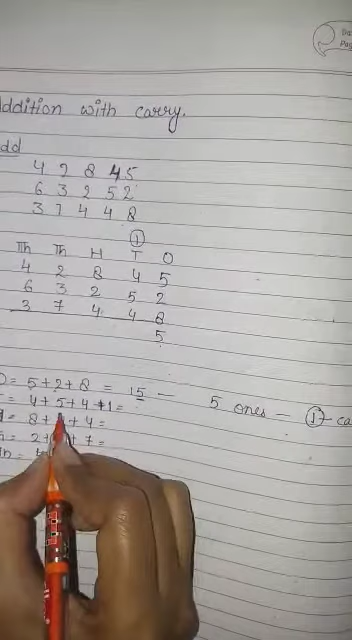 Addition with carry.
Add
4 2 8 4 5
6 3 2 5 2
3 7 4 4 8
1
Th Th H T O
4 2 8 4 5
6 3 2 5 2
3 7 4 4 8
5
O = 5 + 2 + 8 = 15 — 5 ones — 1 - ca
= 4 + 5 + 4 + 1 =
= 8 + + 4 =
= 2 + + 7 =